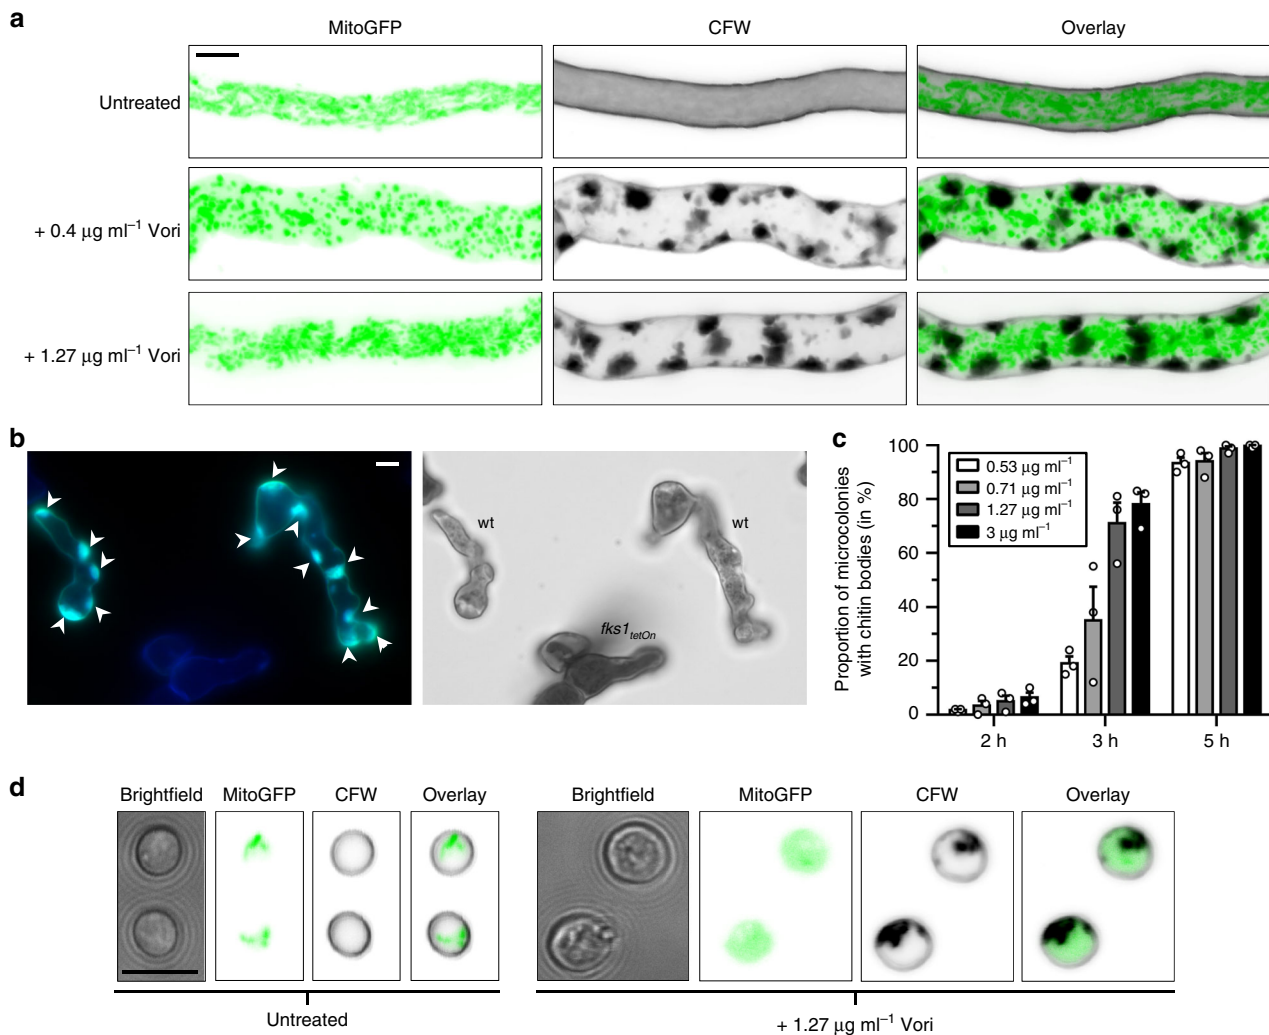 a
MitoGFP
CFW
Overlay
Untreated
+ 0.4 µg ml⁻¹ Vori
+ 1.27 µg ml⁻¹ Vori
b
wt
wt
fks1tetOn
c
Proportion of microcolonies
with chitin bodies (in %)
100
80
60
40
20
0
0.53 µg ml⁻¹
0.71 µg ml⁻¹
1.27 µg ml⁻¹
3 µg ml⁻¹
2 h
3 h
5 h
d
Brightfield
MitoGFP
CFW
Overlay
Brightfield
MitoGFP
CFW
Overlay
Untreated
+ 1.27 µg ml⁻¹ Vori